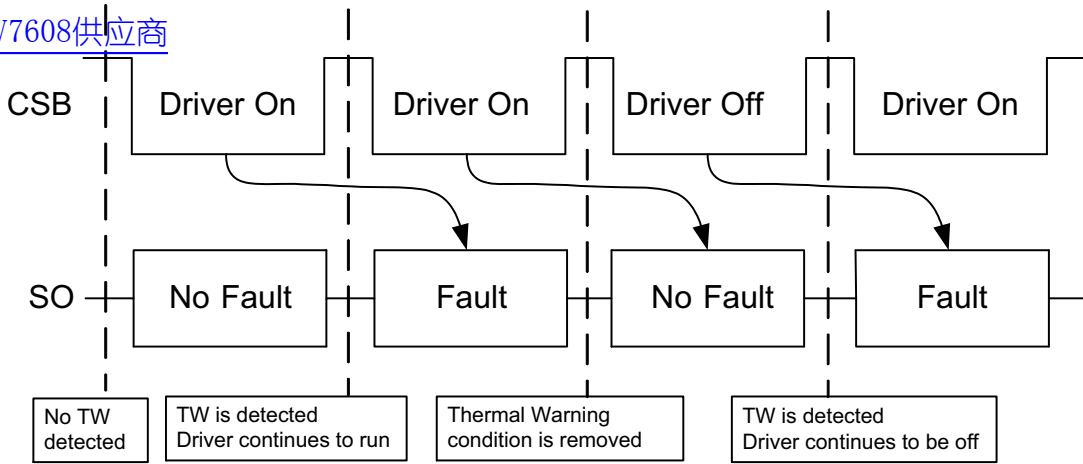 V7608供应商
CSB
Driver On
Driver On
Driver Off
Driver On
SO
No Fault
Fault
No Fault
Fault
No TW
detected
TW is detected
Driver continues to run
Thermal Warning
condition is removed
TW is detected
Driver continues to be off